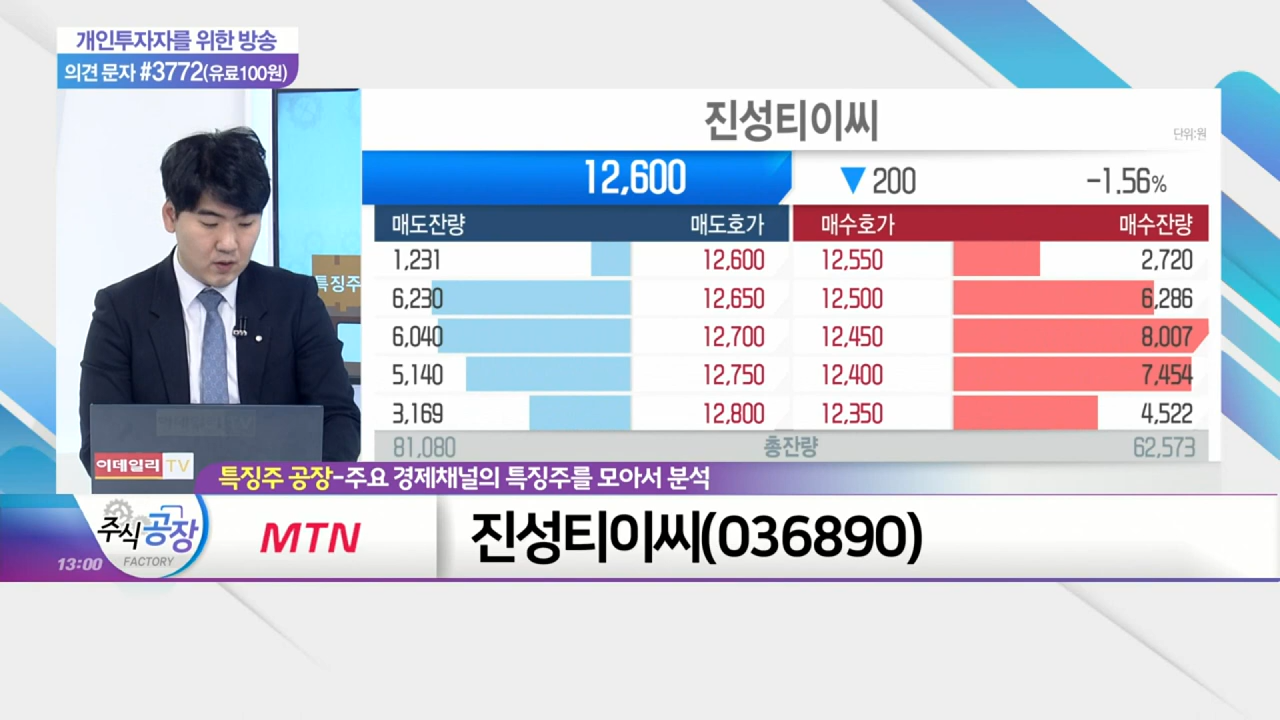 개인투자자를 위한 방송
의견 문자 #3772(유료100원)
특징주
이데일리 TV
진성티이씨
단위:원
12,600 ▼ 200 -1.56%
매도잔량 매도호가 매수호가 매수잔량
1,231 12,600 12,550 2,720
6,230 12,650 12,500 6,286
6,040 12,700 12,450 8,007
5,140 12,750 12,400 7,454
3,169 12,800 12,350 4,522
81,080 총잔량 62,573
특징주 공장-주요 경제채널의 특징주를 모아서 분석
13:00
주식공장
FACTORY
MTN
진성티이씨(036890)